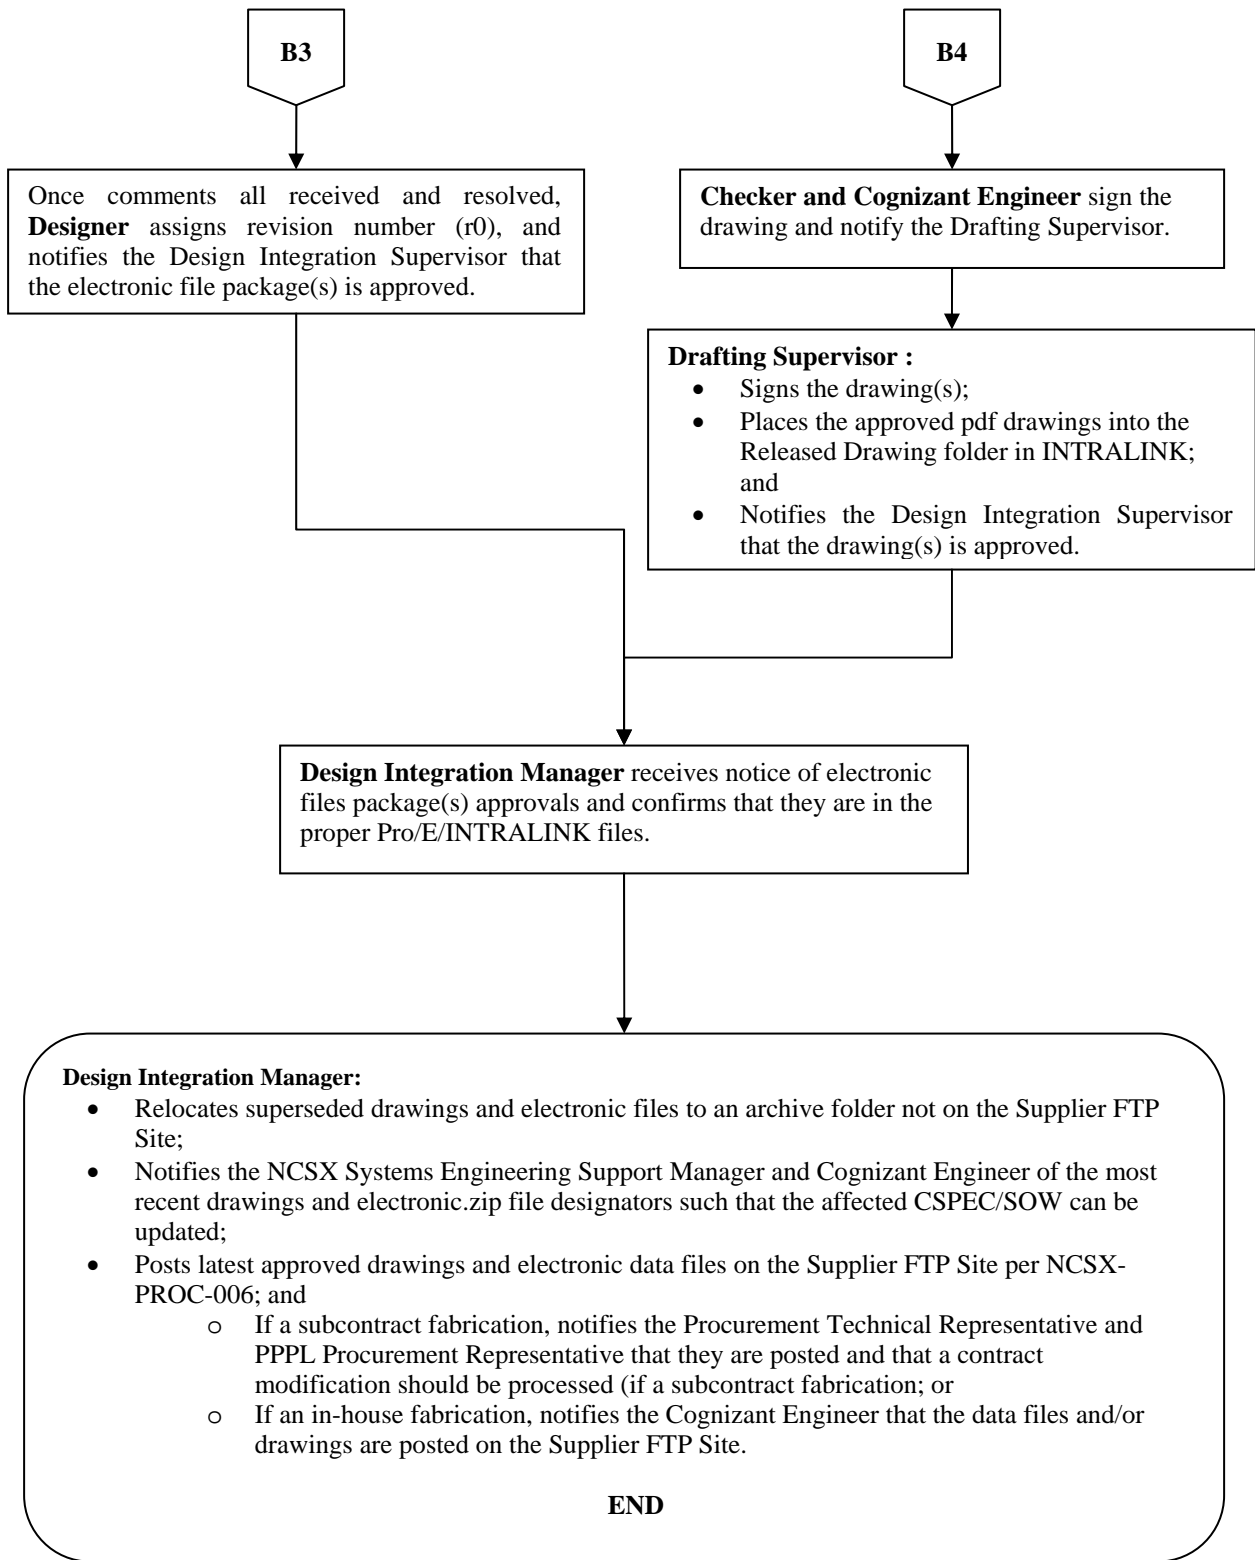 B3
B4
Once comments all received and resolved,
Designer assigns revision number (r0), and
notifies the Design Integration Supervisor that
the electronic file package(s) is approved.
Checker and Cognizant Engineer sign the
drawing and notify the Drafting Supervisor.
Drafting Supervisor :
• Signs the drawing(s);
• Places the approved pdf drawings into the
Released Drawing folder in INTRALINK;
and
• Notifies the Design Integration Supervisor
that the drawing(s) is approved.
Design Integration Manager receives notice of electronic
files package(s) approvals and confirms that they are in the
proper Pro/E/INTRALINK files.
Design Integration Manager:
• Relocates superseded drawings and electronic files to an archive folder not on the Supplier FTP
Site;
• Notifies the NCSX Systems Engineering Support Manager and Cognizant Engineer of the most
recent drawings and electronic.zip file designators such that the affected CSPEC/SOW can be
updated;
• Posts latest approved drawings and electronic data files on the Supplier FTP Site per NCSX-
PROC-006; and
o If a subcontract fabrication, notifies the Procurement Technical Representative and
PPPL Procurement Representative that they are posted and that a contract
modification should be processed (if a subcontract fabrication; or
o If an in-house fabrication, notifies the Cognizant Engineer that the data files and/or
drawings are posted on the Supplier FTP Site.
END